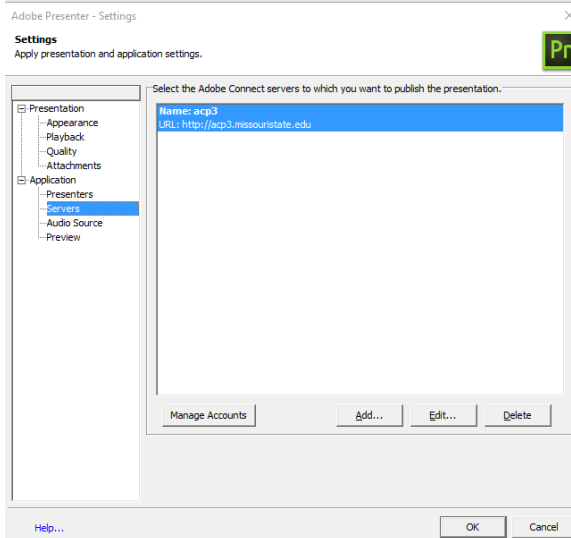 Adobe Presenter - Settings
Settings
Apply presentation and application settings.
Pr
Presentation
Appearance
Playback
Quality
Attachments
Application
Presenters
Servers
Audio Source
Preview
Select the Adobe Connect servers to which you want to publish the presentation.
Name: acp3
URL: http://acp3.missouristate.edu
Manage Accounts
Add...
Edit...
Delete
Help...
OK
Cancel